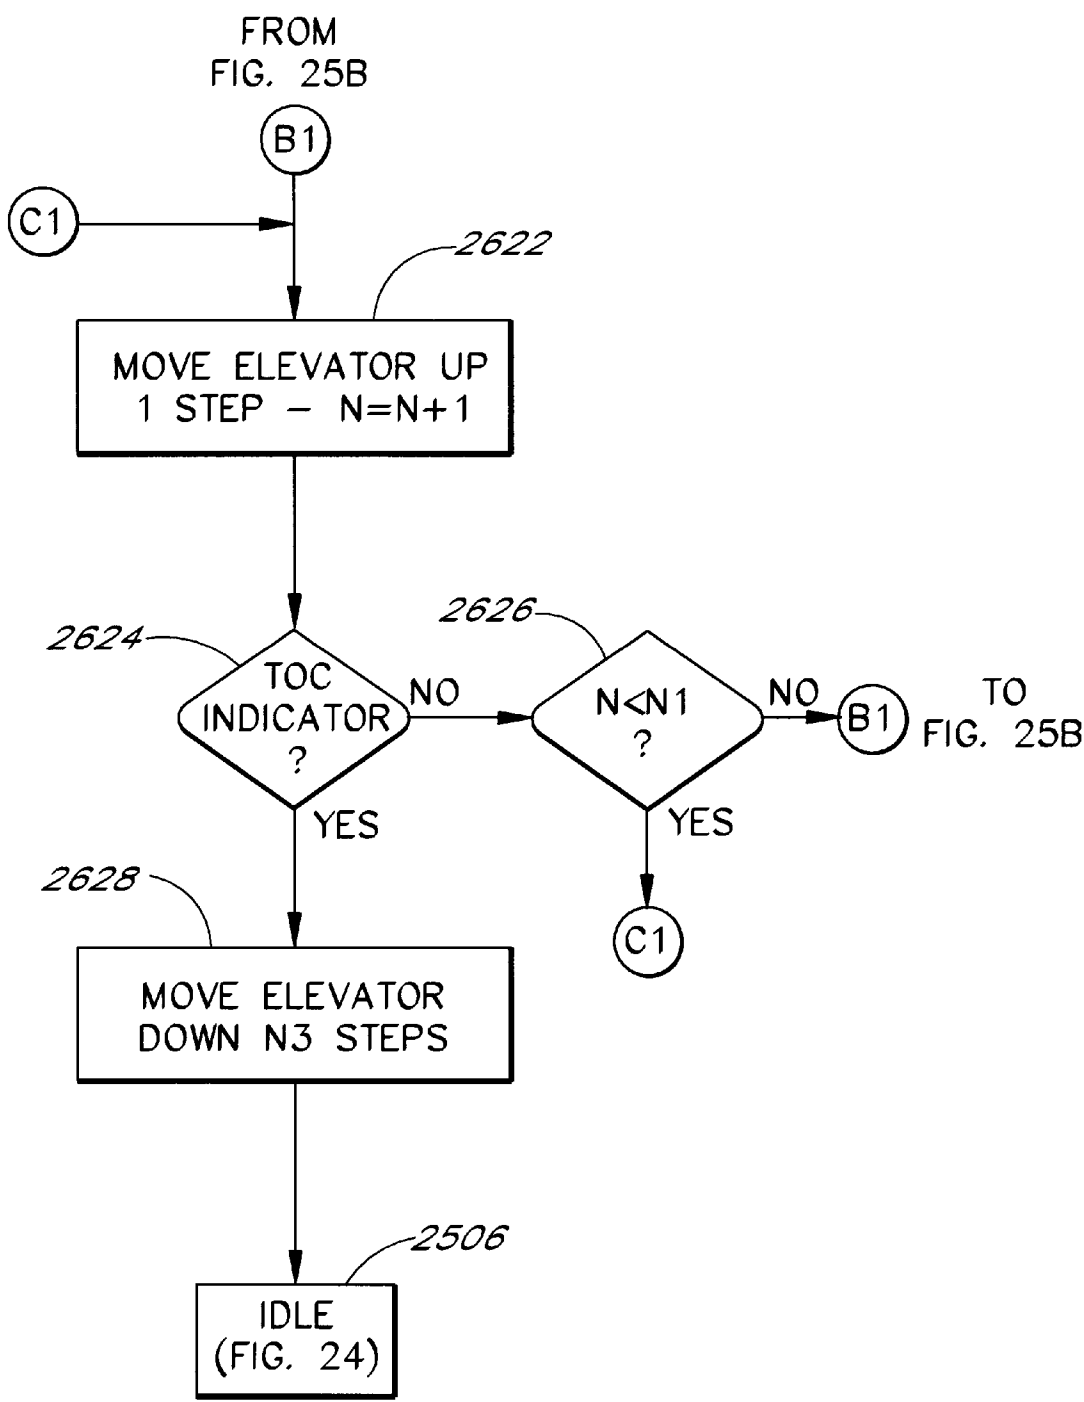 FROM
FIG. 25B
B1
C1
2622
MOVE ELEVATOR UP
1 STEP – N=N+1
2624
TOC
INDICATOR
?
NO
2626
N<N1
?
NO
B1
TO
FIG. 25B
YES
YES
C1
2628
MOVE ELEVATOR
DOWN N3 STEPS
2506
IDLE
(FIG. 24)